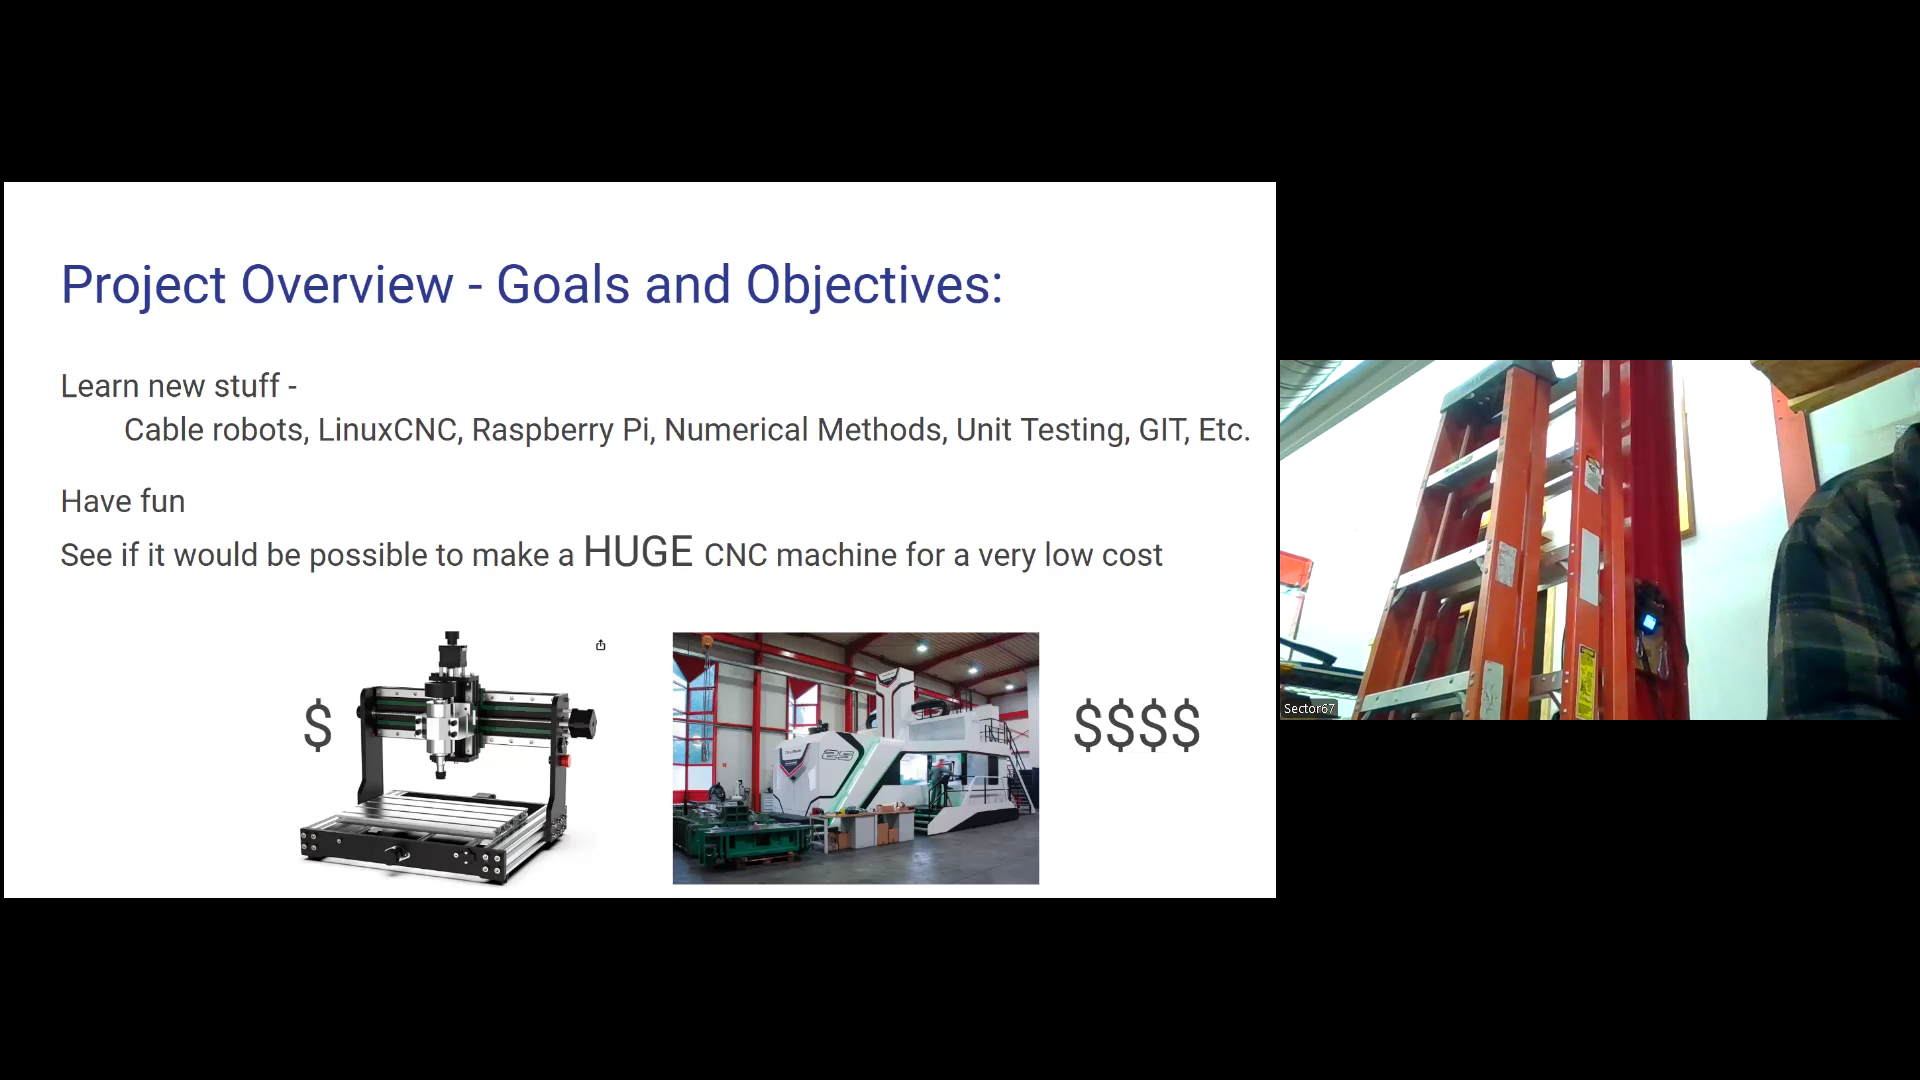 Project Overview - Goals and Objectives:
Learn new stuff -
Cable robots, LinuxCNC, Raspberry Pi, Numerical Methods, Unit Testing, GIT, Etc.
Have fun
See if it would be possible to make a HUGE CNC machine for a very low cost
$
25
$$$$
Sector67